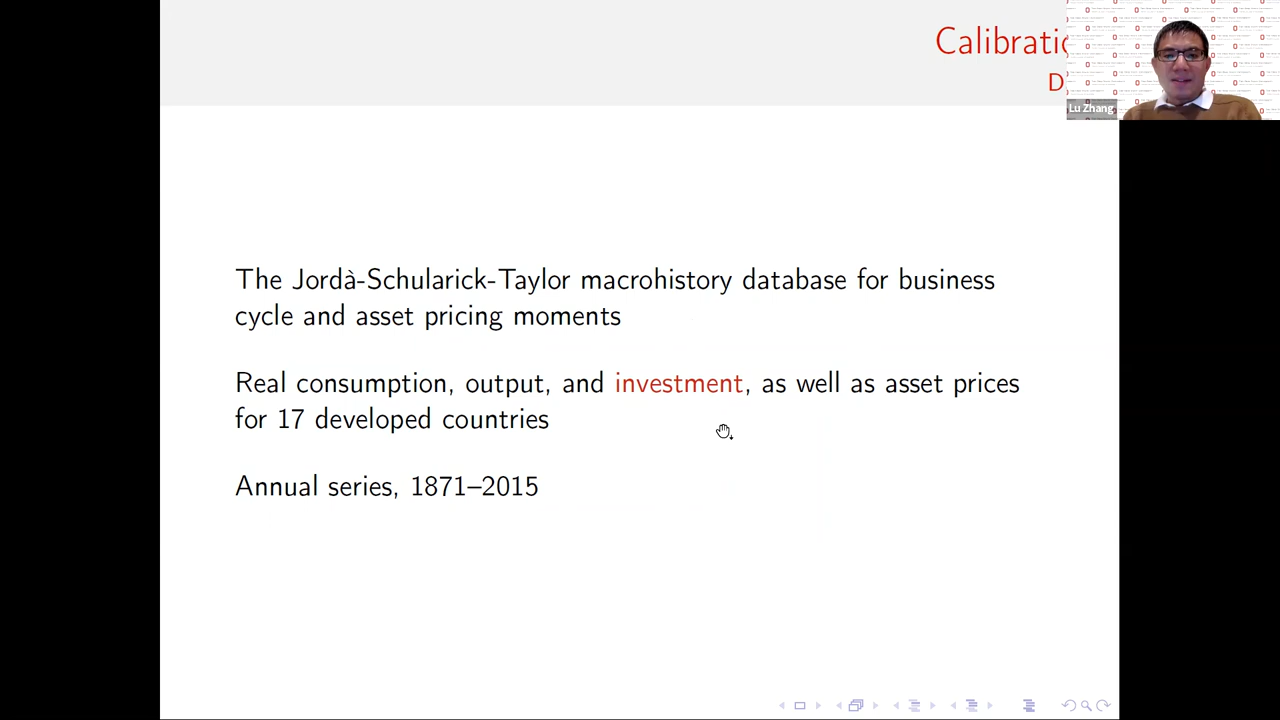 Calibratio
D
Lu Zhang
The Jordà-Schularick-Taylor macrohistory database for business
cycle and asset pricing moments
Real consumption, output, and investment, as well as asset prices
for 17 developed countries
Annual series, 1871–2015